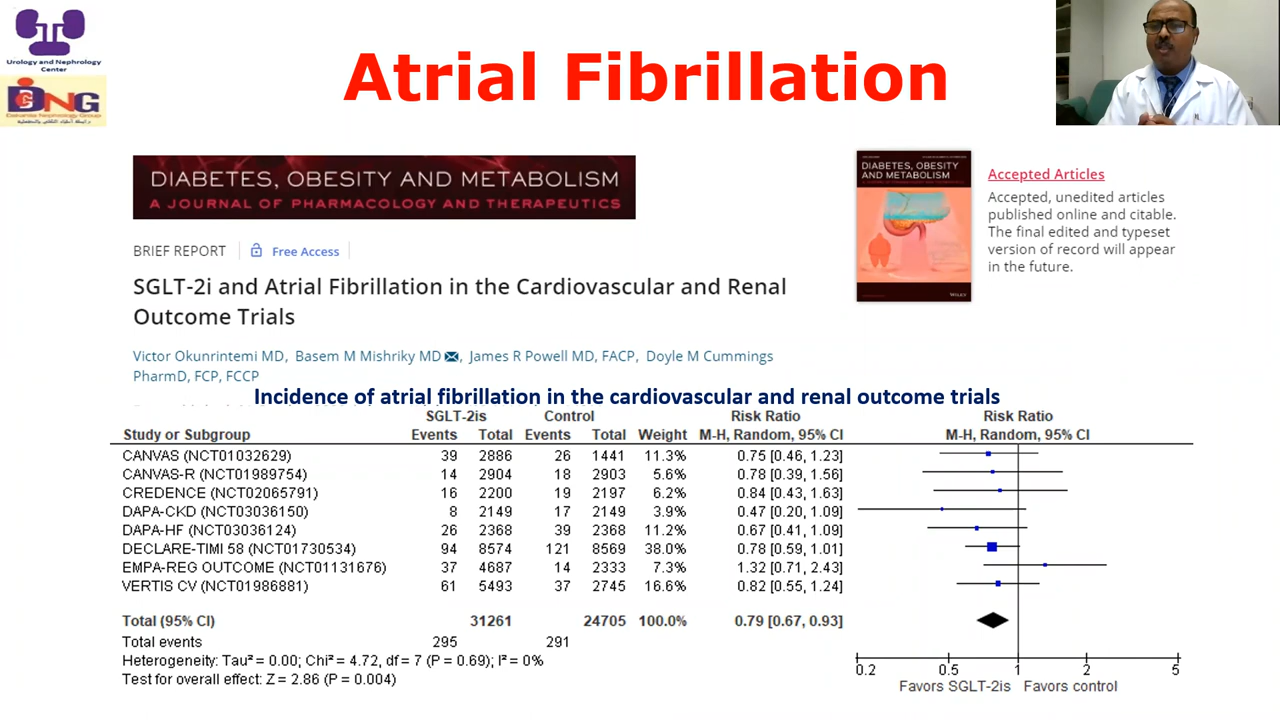 Urology and Nephrology
Center
Atrial Fibrillation
DNG
Dakahlia Nephrology Group
DIABETES, OBESITY AND METABOLISM
A JOURNAL OF PHARMACOLOGY AND THERAPEUTICS
DIABETES, OBESITY
AND METABOLISM
WILEY
Accepted Articles
Accepted, unedited articles
published online and citable.
The final edited and typeset
version of record will appear
in the future.
BRIEF REPORT Free Access
SGLT-2i and Atrial Fibrillation in the Cardiovascular and Renal
Outcome Trials
Victor Okunrintemi MD, Basem M Mishriky MD, James R Powell MD, FACP, Doyle M Cummings
PharmD, FCP, FCCP
Incidence of atrial fibrillation in the cardiovascular and renal outcome trials
SGLT-2is Control Risk Ratio Risk Ratio
Study or Subgroup Events Total Events Total Weight M-H, Random, 95% CI M-H, Random, 95% CI
CANVAS (NCT01032629) 39 2886 26 1441 11.3% 0.75 [0.46, 1.23]
CANVAS-R (NCT01989754) 14 2904 18 2903 5.6% 0.78 [0.39, 1.56]
CREDENCE (NCT02065791) 16 2200 19 2197 6.2% 0.84 [0.43, 1.63]
DAPA-CKD (NCT03036150) 8 2149 17 2149 3.9% 0.47 [0.20, 1.09]
DAPA-HF (NCT03036124) 26 2368 39 2368 11.2% 0.67 [0.41, 1.09]
DECLARE-TIMI 58 (NCT01730534) 94 8574 121 8569 38.0% 0.78 [0.59, 1.01]
EMPA-REG OUTCOME (NCT01131676) 37 4687 14 2333 7.3% 1.32 [0.71, 2.43]
VERTIS CV (NCT01986881) 61 5493 37 2745 16.6% 0.82 [0.55, 1.24]
Total (95% CI) 31261 24705 100.0% 0.79 [0.67, 0.93]
Total events 295 291
Heterogeneity: Tau² = 0.00; Chi² = 4.72, df = 7 (P = 0.69); I² = 0%
Test for overall effect: Z = 2.86 (P = 0.004)
0.2 0.5 1 2 5
Favors SGLT-2is Favors control